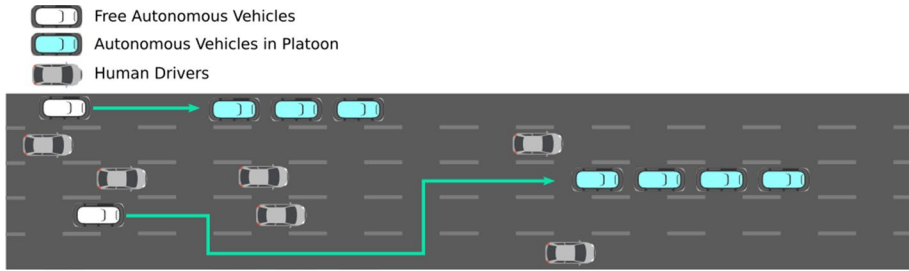 Free Autonomous Vehicles
Autonomous Vehicles in Platoon
Human Drivers